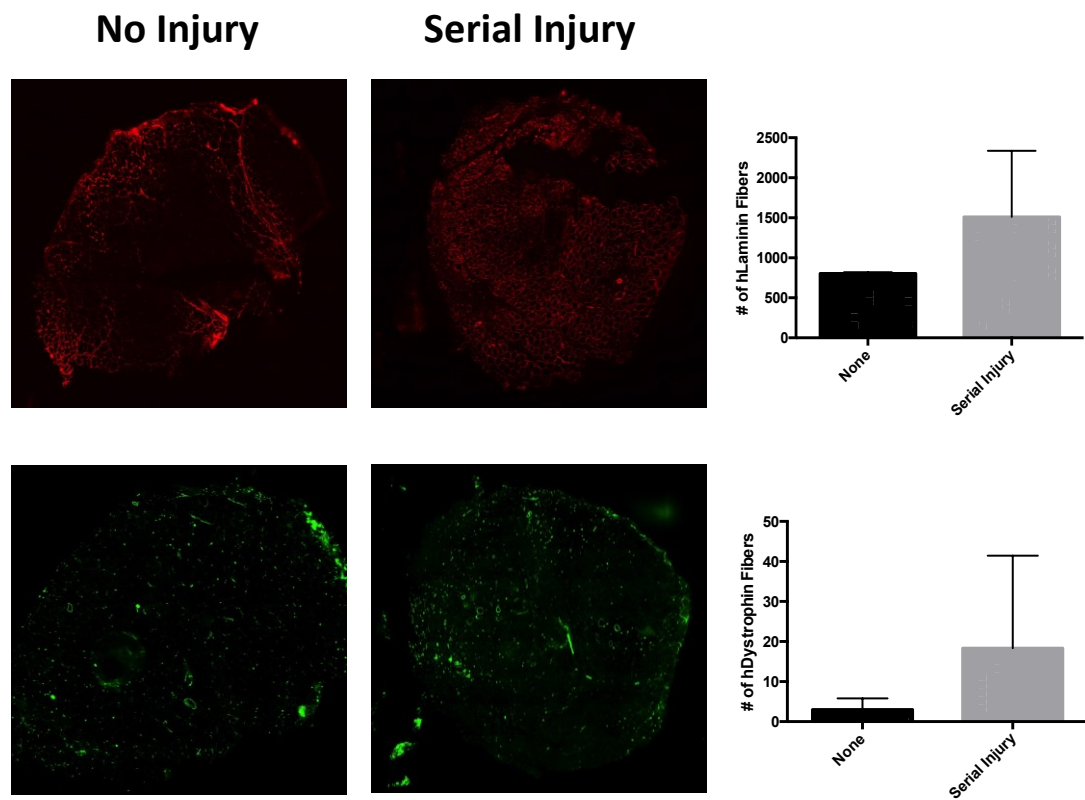 No Injury
Serial Injury
# of hLaminin Fibers
2500
2000
1500
1000
500
0
None
Serial Injury
# of hDystrophin Fibers
50
40
30
20
10
0
None
Serial Injury